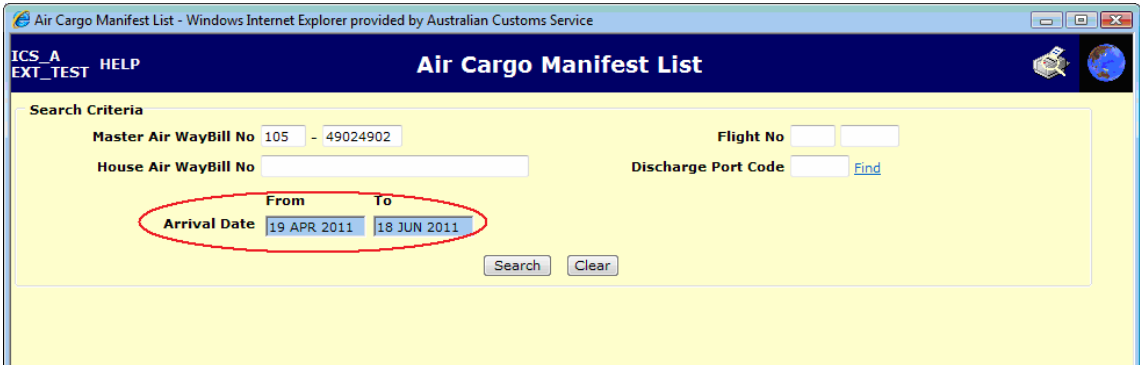 Air Cargo Manifest List - Windows Internet Explorer provided by Australian Customs Service
ICS_A
EXT_TEST HELP Air Cargo Manifest List
Search Criteria
Master Air WayBill No 105 - 49024902 Flight No
House Air WayBill No Discharge Port Code Find
From To
Arrival Date 19 APR 2011 18 JUN 2011
Search Clear